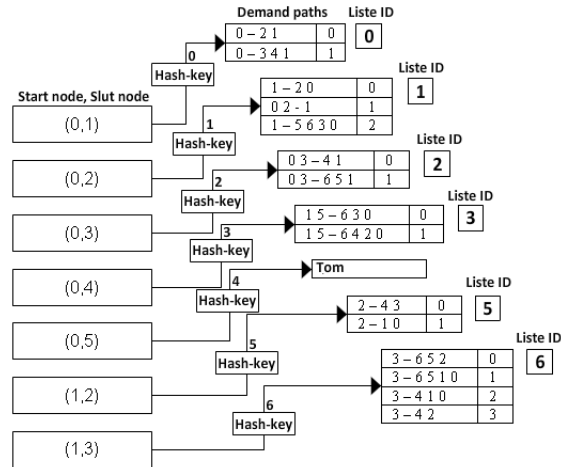 Demand paths Liste ID
0 – 2 1 0
0 – 3 4 1 1
0
0
Hash-key
Start node, Slut node
(0,1)
Liste ID
1 – 2 0 0
0 2 - 1 1
1 – 5 6 3 0 2
1
1
Hash-key
(0,2)
Liste ID
0 3 – 4 1 0
0 3 – 6 5 1 1
2
2
Hash-key
(0,3)
Liste ID
1 5 – 6 3 0 0
1 5 – 6 4 2 0 1
3
3
Hash-key
(0,4)
Tom
4
Hash-key
(0,5)
Liste ID
2 – 4 3 0
2 – 1 0 1
5
5
Hash-key
(1,2)
Liste ID
3 – 6 5 2 0
3 – 6 5 1 0 1
3 – 4 1 0 2
3 – 4 2 3
6
6
Hash-key
(1,3)